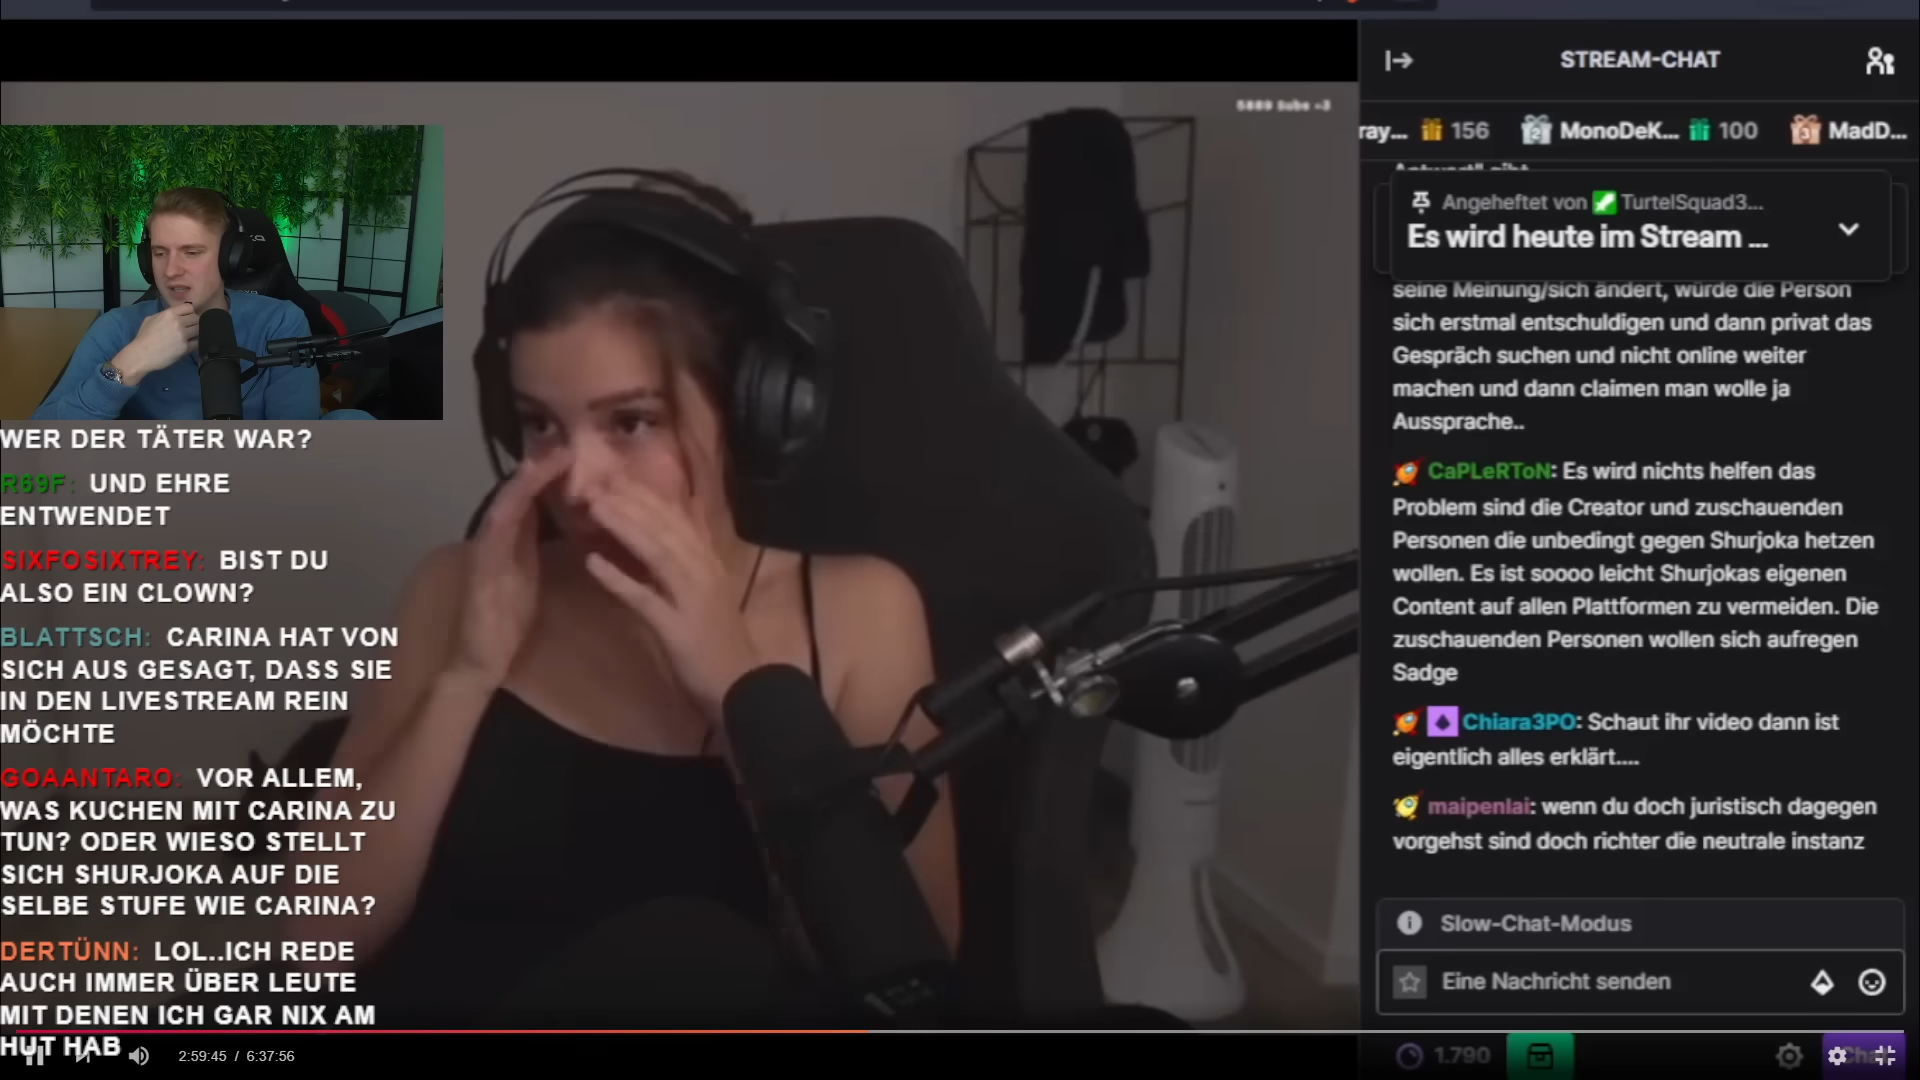 5889 Subs -3
WER DER TÄTER WAR?
R69F: UND EHRE
ENTWENDET
SIXFOSIXTREY: BIST DU
ALSO EIN CLOWN?
BLATTSCH: CARINA HAT VON
SICH AUS GESAGT, DASS SIE
IN DEN LIVESTREAM REIN
MÖCHTE
GOAANTARO: VOR ALLEM,
WAS KUCHEN MIT CARINA ZU
TUN? ODER WIESO STELLT
SICH SHURJOKA AUF DIE
SELBE STUFE WIE CARINA?
DERTÜNN: LOL..ICH REDE
AUCH IMMER ÜBER LEUTE
MIT DENEN ICH GAR NIX AM
HUT HAB
2:59:45 / 6:37:56
STREAM-CHAT
ray... 156 2 MonoDeK... 100 3 MadD...
Angeheftet von TurtelSquad3...
Es wird heute im Stream ...
seine Meinung/sich ändert, würde die Person
sich erstmal entschuldigen und dann privat das
Gespräch suchen und nicht online weiter
machen und dann claimen man wolle ja
Aussprache..
CaPLeRToN: Es wird nichts helfen das
Problem sind die Creator und zuschauenden
Personen die unbedingt gegen Shurjoka hetzen
wollen. Es ist soooo leicht Shurjokas eigenen
Content auf allen Plattformen zu vermeiden. Die
zuschauenden Personen wollen sich aufregen
Sadge
Chiara3PO: Schaut ihr video dann ist
eigentlich alles erklärt....
maipenlai: wenn du doch juristisch dagegen
vorgehst sind doch richter die neutrale instanz
Slow-Chat-Modus
Eine Nachricht senden
1.790